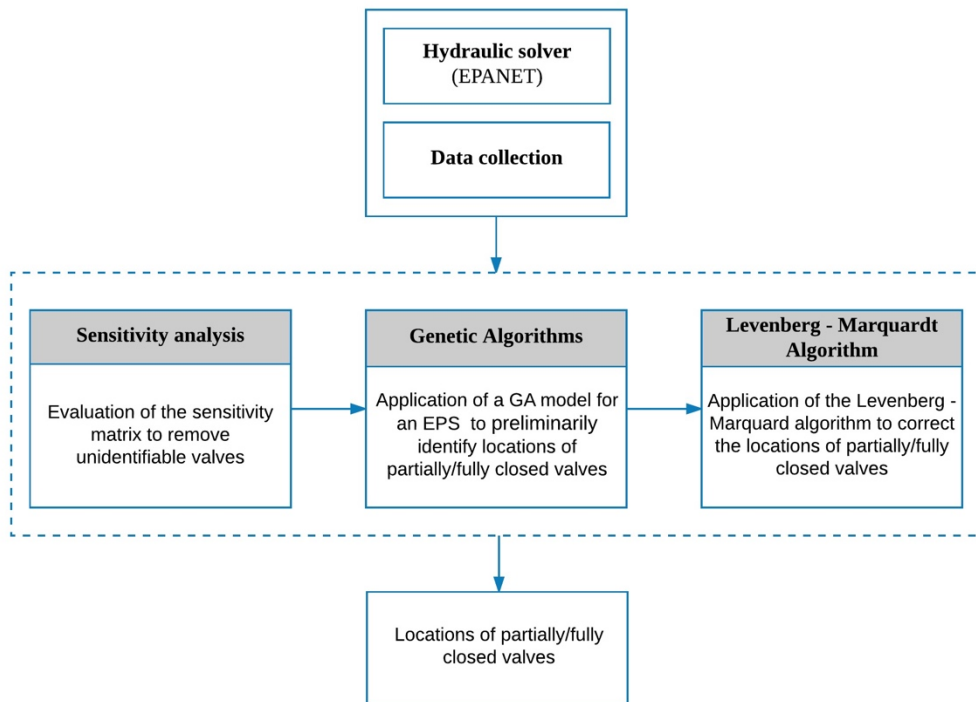 Hydraulic solver
(EPANET)
Data collection
Sensitivity analysis
Evaluation of the sensitivity
matrix to remove
unidentifiable valves
Genetic Algorithms
Application of a GA model for
an EPS to preliminarily
identify locations of
partially/fully closed valves
Levenberg - Marquardt
Algorithm
Application of the Levenberg -
Marquard algorithm to correct
the locations of partially/fully
closed valves
Locations of partially/fully
closed valves